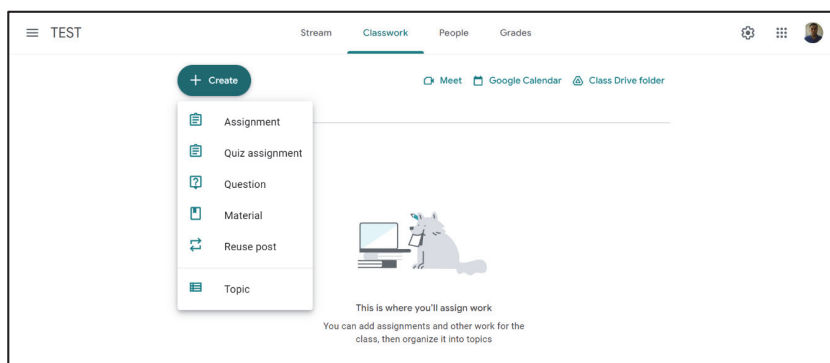 TEST
Stream Classwork People Grades
Create
Meet Google Calendar Class Drive folder
Assignment
Quiz assignment
Question
Material
Reuse post
Topic
This is where you'll assign work
You can add assignments and other work for the
class, then organize it into topics